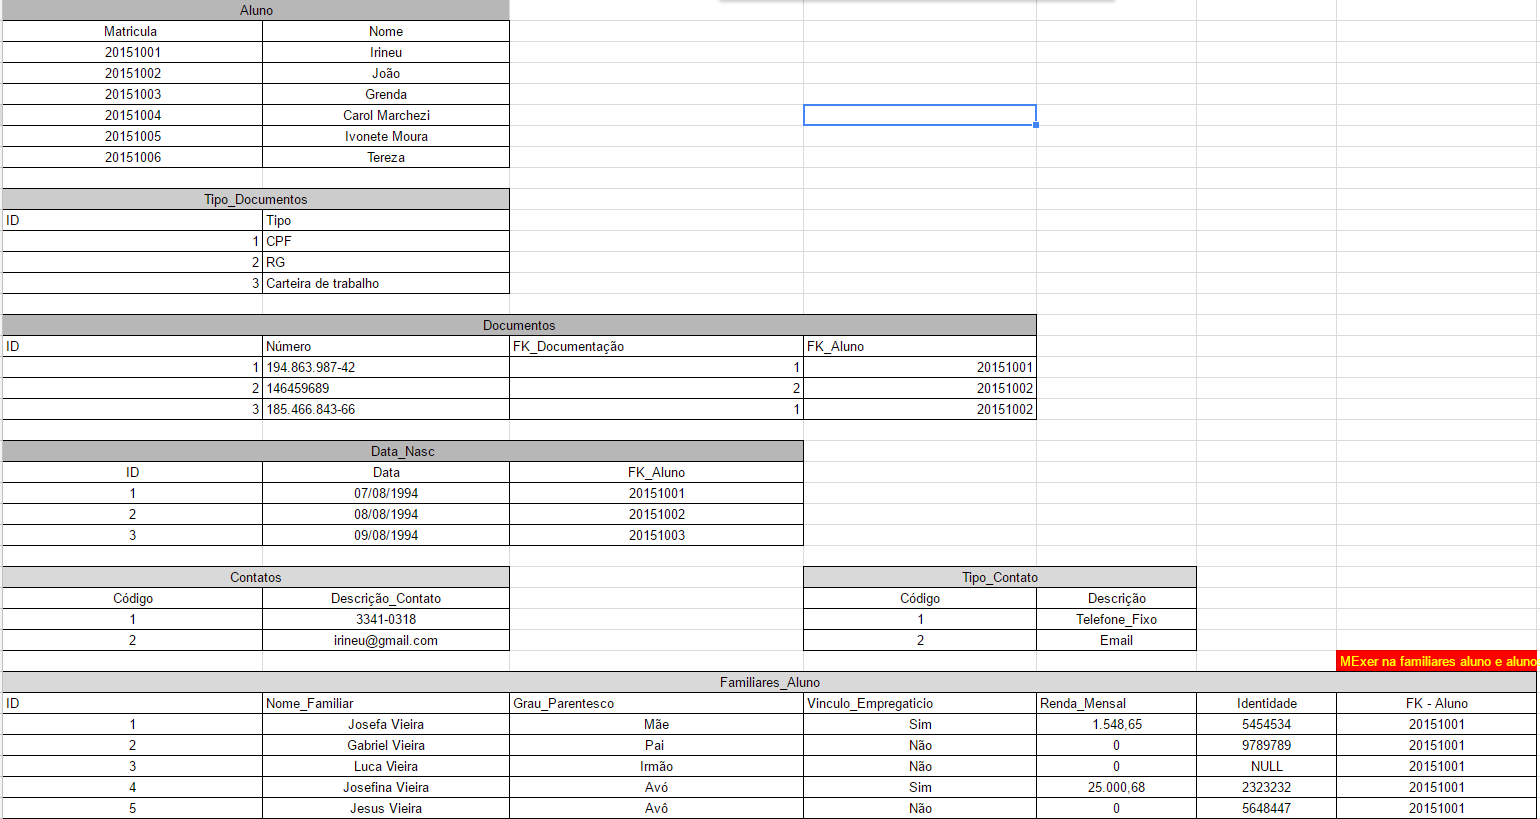 Aluno
Matricula Nome
20151001 Irineu
20151002 João
20151003 Grenda
20151004 Carol Marchezi
20151005 Ivonete Moura
20151006 Tereza
Tipo_Documentos
ID Tipo
1 CPF
2 RG
3 Carteira de trabalho
Documentos
ID Número FK_Documentação FK_Aluno
1 194.863.987-42 1 20151001
2 146459689 2 20151002
3 185.466.843-66 1 20151002
Data_Nasc
ID Data FK_Aluno
1 07/08/1994 20151001
2 08/08/1994 20151002
3 09/08/1994 20151003
Contatos Tipo_Contato
Código Descrição_Contato Código Descrição
1 3341-0318 1 Telefone_Fixo
2 irineu@gmail.com 2 Email
MExer na familiares aluno e aluno
Familiares_Aluno
ID Nome_Familiar Grau_Parentesco Vinculo_Empregaticio Renda_Mensal Identidade FK - Aluno
1 Josefa Vieira Mãe Sim 1.548,65 5454534 20151001
2 Gabriel Vieira Pai Não 0 9789789 20151001
3 Luca Vieira Irmão Não 0 NULL 20151001
4 Josefina Vieira Avó Sim 25.000,68 2323232 20151001
5 Jesus Vieira Avô Não 0 5648447 20151001